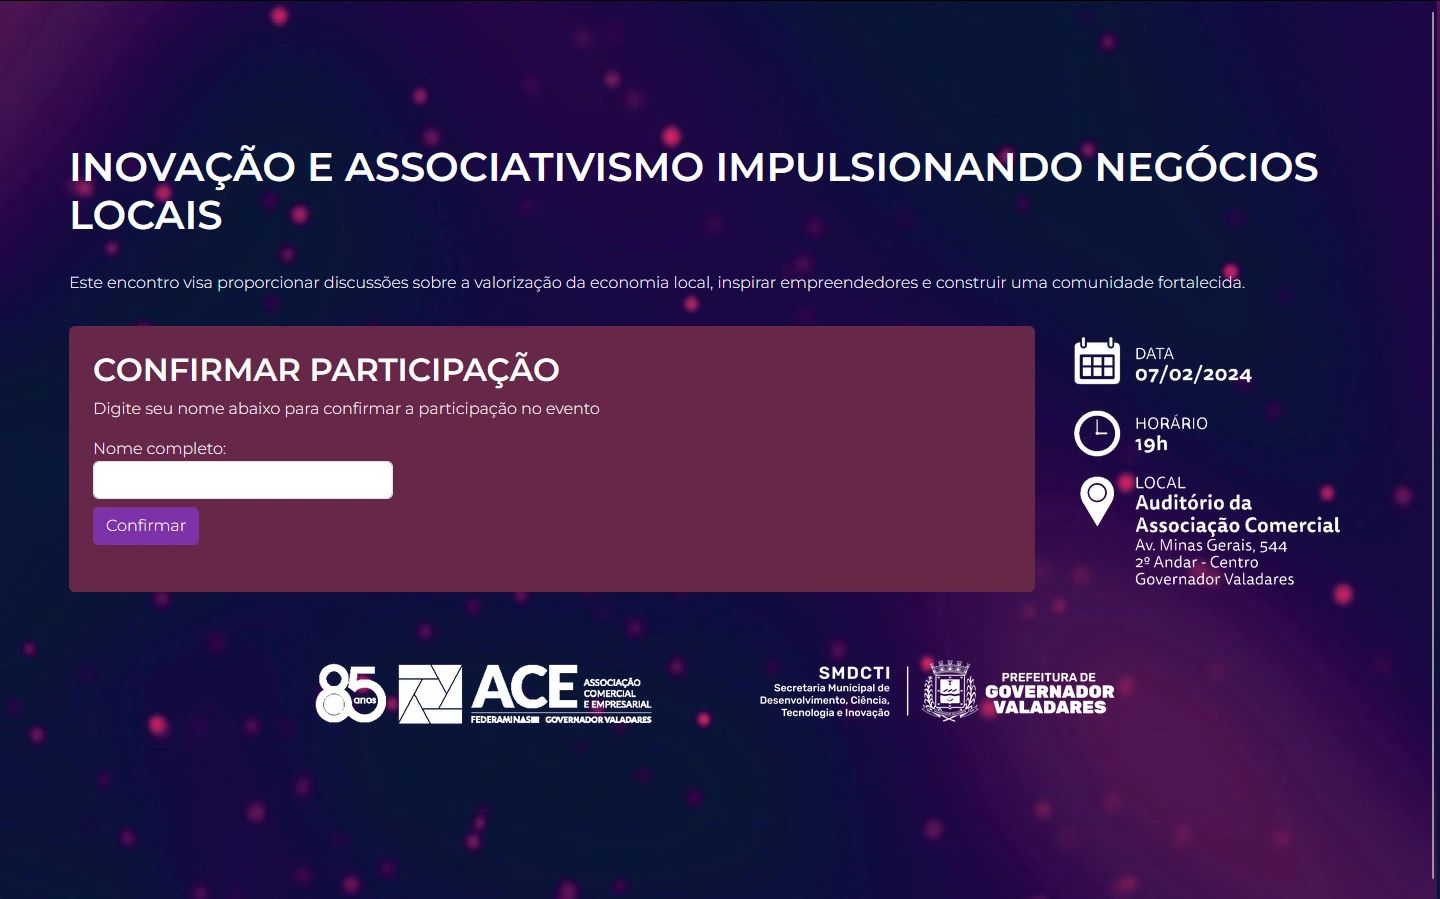 INOVAÇÃO E ASSOCIATIVISMO IMPULSIONANDO NEGÓCIOS
LOCAIS
Este encontro visa proporcionar discussões sobre a valorização da economia local, inspirar empreendedores e construir uma comunidade fortalecida.
CONFIRMAR PARTICIPAÇÃO
Digite seu nome abaixo para confirmar a participação no evento
Nome completo:
Confirmar
DATA
07/02/2024
HORÁRIO
19h
LOCAL
Auditório da
Associação Comercial
Av. Minas Gerais, 544
2º Andar - Centro
Governador Valadares
85
anos
ACE
ASSOCIAÇÃO
COMERCIAL
E EMPRESARIAL
FEDERAMINAS GOVERNADOR VALADARES
SMDCTI
Secretaria Municipal de
Desenvolvimento, Ciência,
Tecnologia e Inovação
PREFEITURA DE
GOVERNADOR
VALADARES